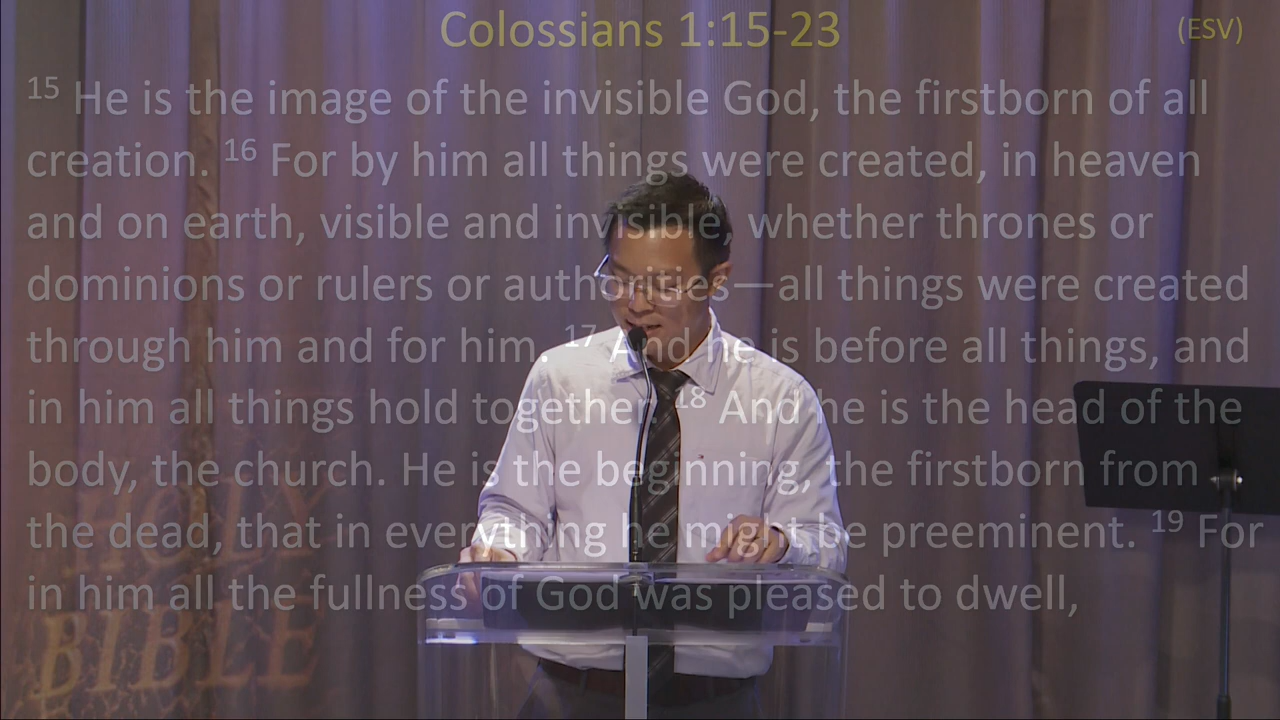 Colossians 1:15-23
(ESV)
15 He is the image of the invisible God, the firstborn of all
creation. 16 For by him all things were created, in heaven
and on earth, visible and invisible, whether thrones or
dominions or rulers or authorities—all things were created
through him and for him. 17 And he is before all things, and
in him all things hold together. 18 And he is the head of the
body, the church. He is the beginning, the firstborn from
the dead, that in everything he might be preeminent. 19 For
in him all the fullness of God was pleased to dwell,
HOLY
BIBLE